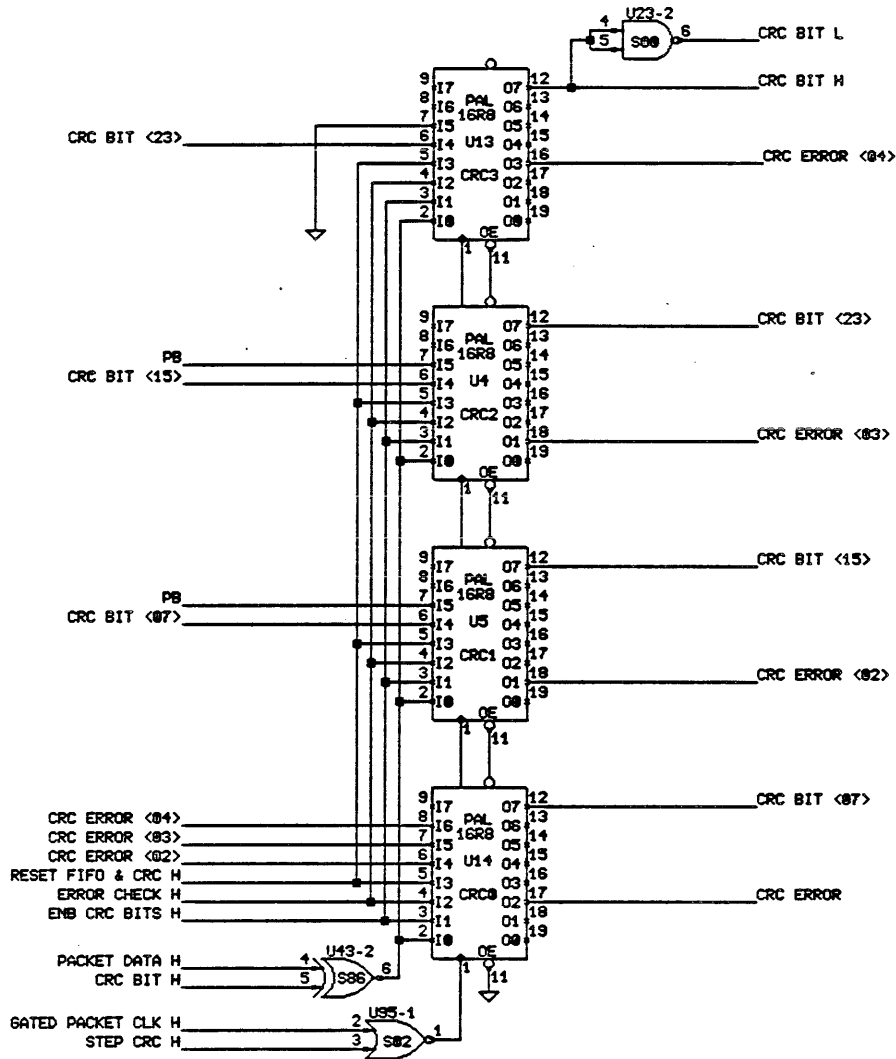 U23-2
4
5
S00
6
CRC BIT L
9 I7 PAL O7 12 CRC BIT H
8 I6 16R8 O6 13
7 I5 O5 14
CRC BIT <23> 6 I4 U13 O4 15
5 I3 O3 16 CRC ERROR <04>
4 I2 CRC3 O2 17
3 I1 O1 18
2 I0 O0 19
OE
1 11
9 I7 PAL O7 12 CRC BIT <23>
8 I6 16R8 O6 13
PB 7 I5 O5 14
CRC BIT <15> 6 I4 U4 O4 15
5 I3 O3 16
4 I2 CRC2 O2 17
3 I1 O1 18 CRC ERROR <03>
2 I0 O0 19
OE
1 11
9 I7 PAL O7 12 CRC BIT <15>
8 I6 16R8 O6 13
PB 7 I5 O5 14
CRC BIT <07> 6 I4 U5 O4 15
5 I3 O3 16
4 I2 CRC1 O2 17
3 I1 O1 18 CRC ERROR <02>
2 I0 O0 19
OE
1 11
9 I7 PAL O7 12 CRC BIT <07>
CRC ERROR <04> 8 I6 16R8 O6 13
CRC ERROR <03> 7 I5 O5 14
CRC ERROR <02> 6 I4 U14 O4 15
RESET FIFO & CRC H 5 I3 O3 16
ERROR CHECK H 4 I2 CRC0 O2 17 CRC ERROR
ENB CRC BITS H 3 I1 O1 18
2 I0 O0 19
OE
1 11
U43-2
PACKET DATA H 4 S86 6
CRC BIT H 5
U95-1
GATED PACKET CLK H 2 S02 1
STEP CRC H 3